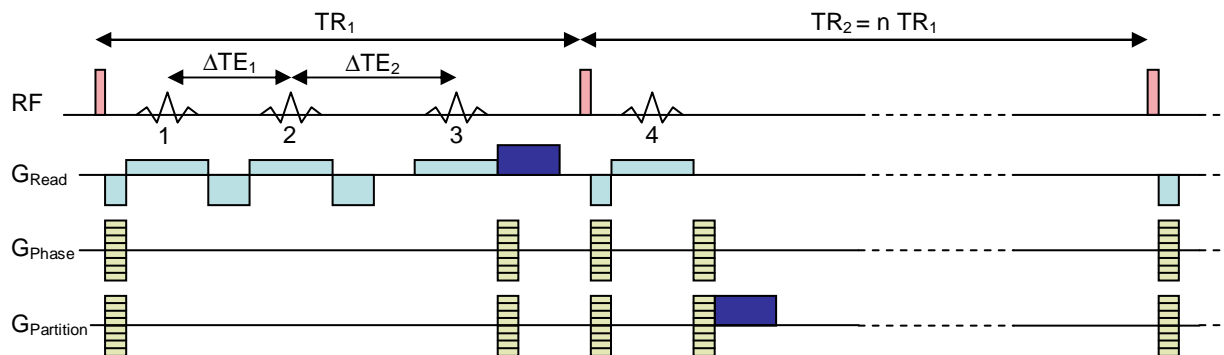 TR₁ TR₂ = n TR₁
ΔTE₁ ΔTE₂
RF
1 2 3 4
G_Read
G_Phase
G_Partition